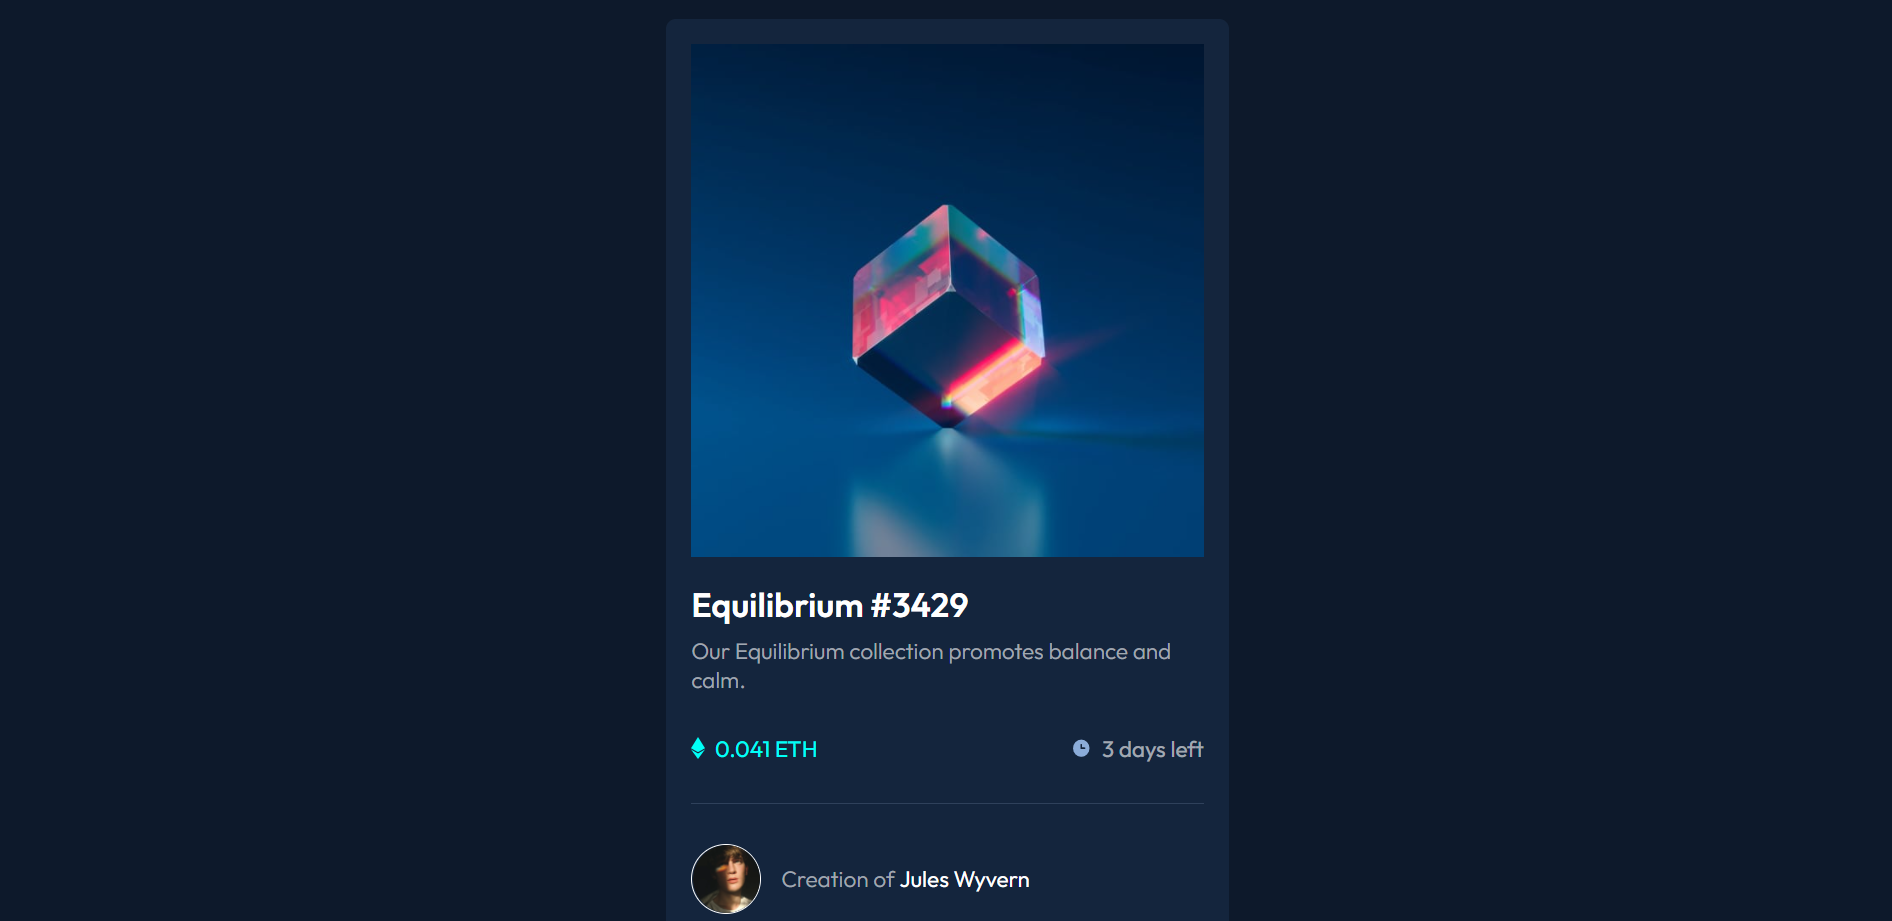 Equilibrium #3429
Our Equilibrium collection promotes balance and
calm.
0.041 ETH
3 days left
Creation of Jules Wyvern